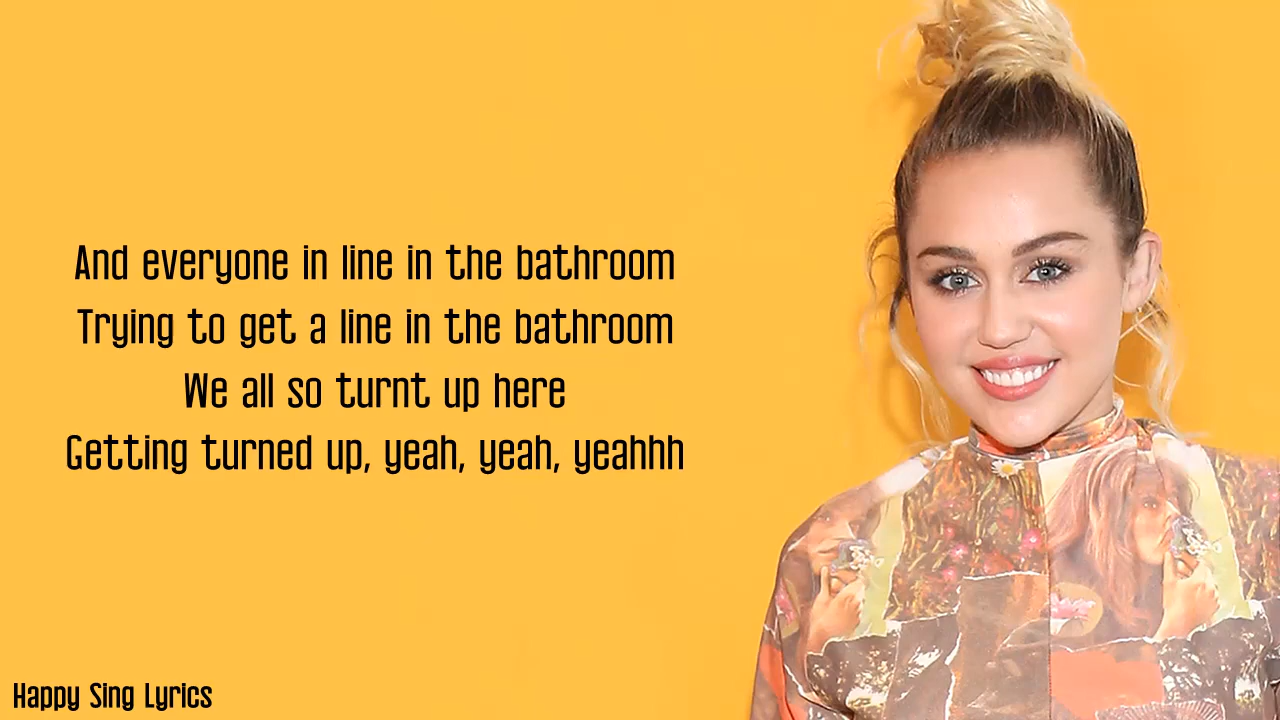 And everyone in line in the bathroom
Trying to get a line in the bathroom
We all so turnt up here
Getting turned up, yeah, yeah, yeahhh
Happy Sing Lyrics